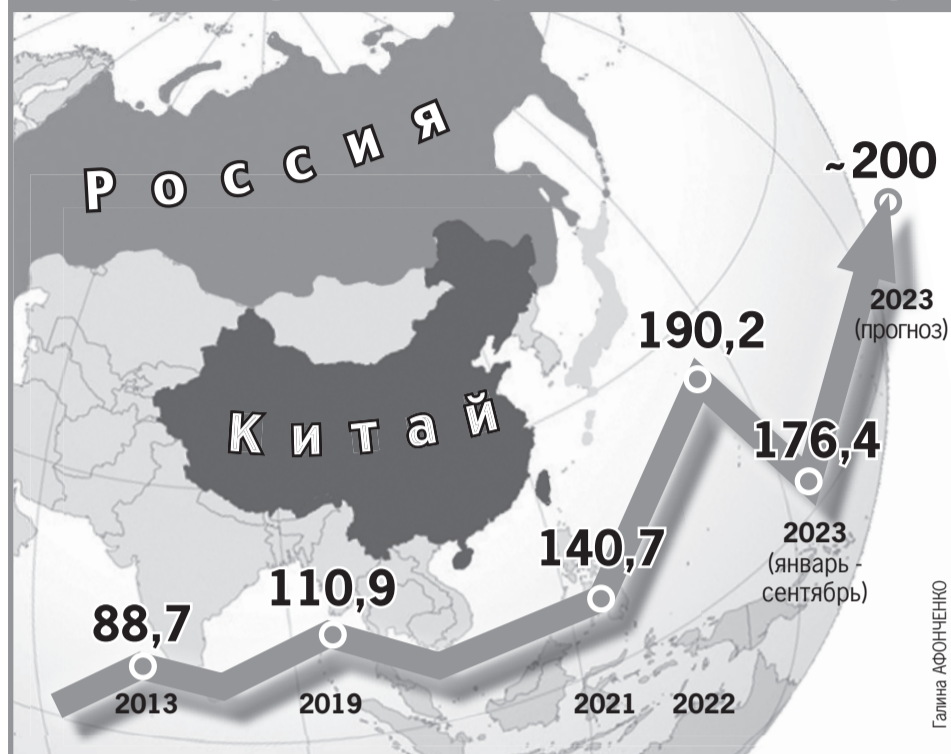 Россия
Китай
88,7
2013
110,9
2019
140,7
2021
190,2
2022
176,4
2023
(январь -
сентябрь)
~200
2023
(прогноз)
Галина АФОНЧЕНКО